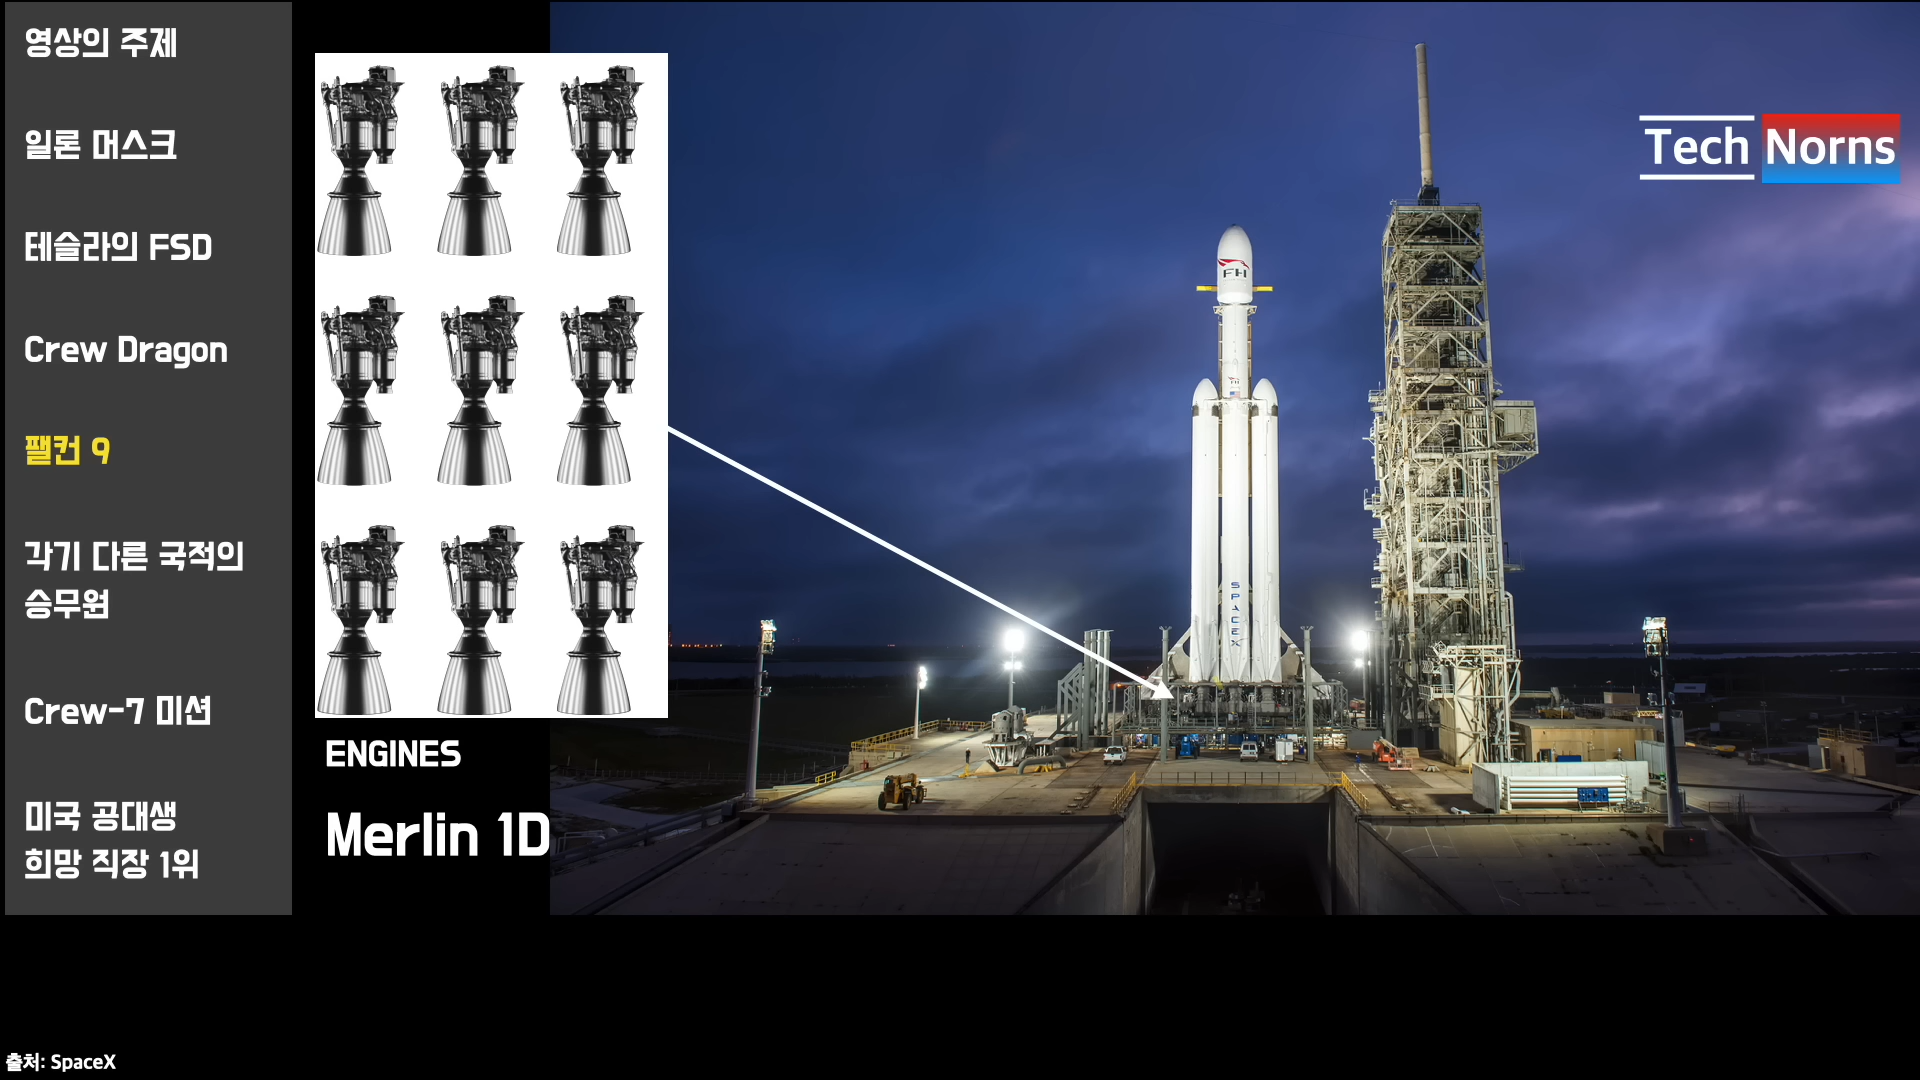 영상의 주제
일론 머스크
테슬라의 FSD
Crew Dragon
팰컨 9
각기 다른 국적의
승무원
Crew-7 미션
미국 공대생
희망 직장 1위
ENGINES
Merlin 1D
Tech Norns
FH
FH
SPACEX
출처: SpaceX